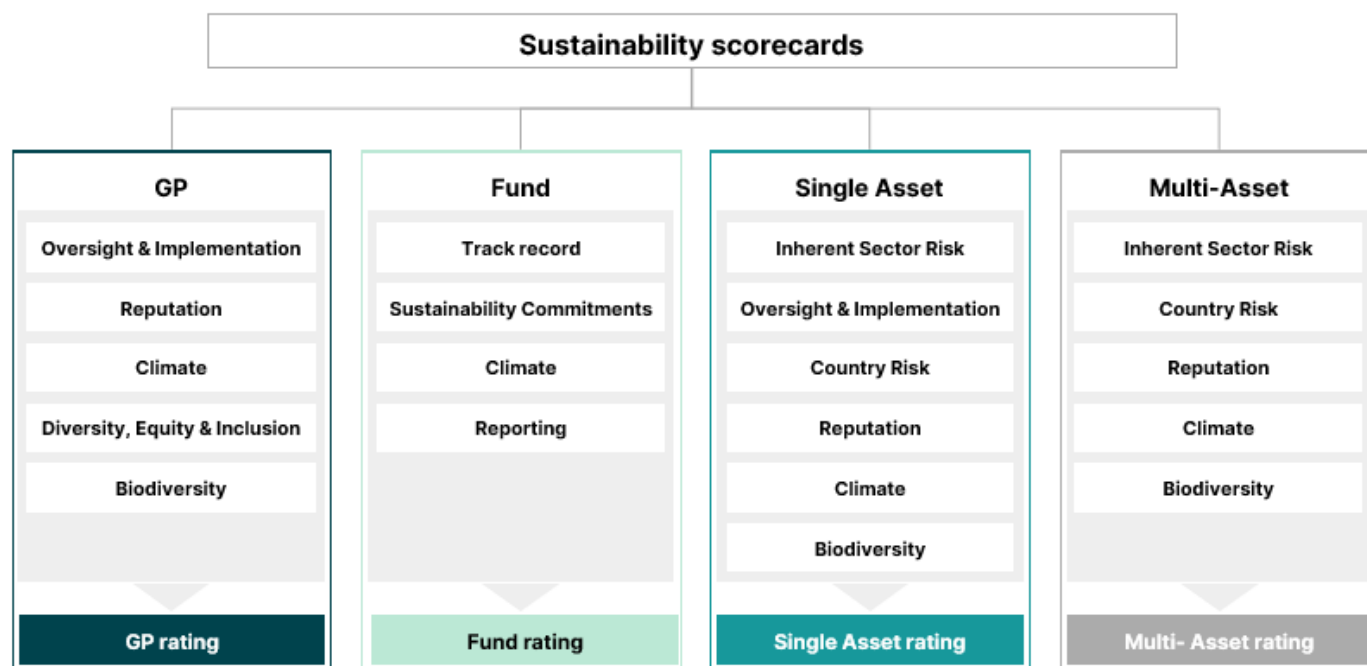 Sustainability scorecards
GP
Oversight & Implementation
Reputation
Climate
Diversity, Equity & Inclusion
Biodiversity
GP rating
Fund
Track record
Sustainability Commitments
Climate
Reporting
Fund rating
Single Asset
Inherent Sector Risk
Oversight & Implementation
Country Risk
Reputation
Climate
Biodiversity
Single Asset rating
Multi-Asset
Inherent Sector Risk
Country Risk
Reputation
Climate
Biodiversity
Multi- Asset rating